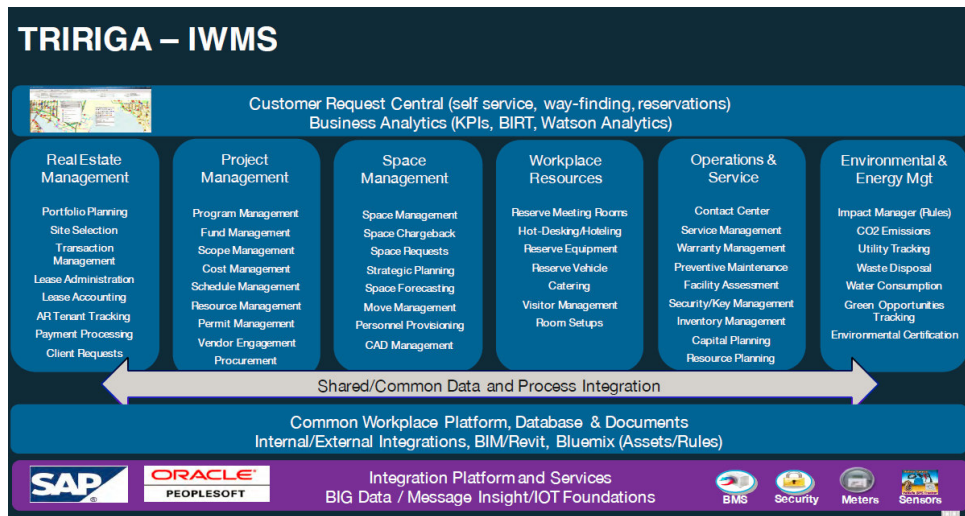 TRIRIGA – IWMS
Customer Request Central (self service, way-finding, reservations)
Business Analytics (KPIs, BIRT, Watson Analytics)
Real Estate
Management
Portfolio Planning
Site Selection
Transaction
Management
Lease Administration
Lease Accounting
AR Tenant Tracking
Payment Processing
Client Requests
Project
Management
Program Management
Fund Management
Scope Management
Cost Management
Schedule Management
Resource Management
Permit Management
Vendor Engagement
Procurement
Space
Management
Space Management
Space Chargeback
Space Requests
Strategic Planning
Space Forecasting
Move Management
Personnel Provisioning
CAD Management
Workplace
Resources
Reserve Meeting Rooms
Hot-Desking/Hoteling
Reserve Equipment
Reserve Vehicle
Catering
Visitor Management
Room Setups
Operations &
Service
Contact Center
Service Management
Warranty Management
Preventive Maintenance
Facility Assessment
Security/Key Management
Inventory Management
Capital Planning
Resource Planning
Environmental &
Energy Mgt
Impact Manager (Rules)
CO2 Emissions
Utility Tracking
Waste Disposal
Water Consumption
Green Opportunities
Tracking
Environmental Certification
Shared/Common Data and Process Integration
Common Workplace Platform, Database & Documents
Internal/External Integrations, BIM/Revit, Bluemix (Assets/Rules)
SAP®
ORACLE®
PEOPLESOFT
Integration Platform and Services
BIG Data / Message Insight/IOT Foundations
BMS
Security
Meters
Sensors